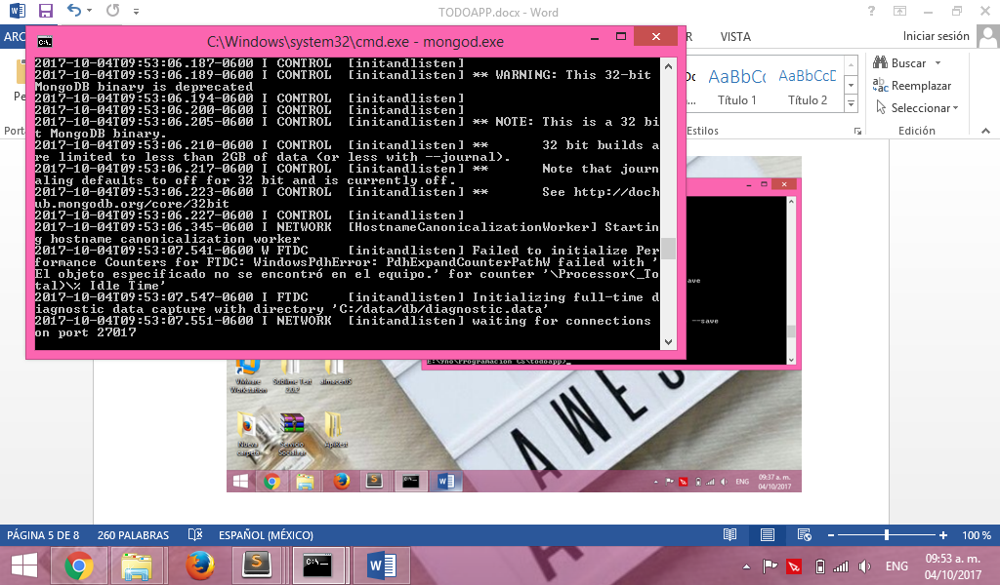 TODOAPP.docx - Word
ARC
R
VISTA
Iniciar sesión
C:\Windows\system32\cmd.exe - mongod.exe
2017-10-04T09:53:06.187-0600 I CONTROL  [initandlisten]
2017-10-04T09:53:06.189-0600 I CONTROL  [initandlisten] ** WARNING: This 32-bit
MongoDB binary is deprecated
2017-10-04T09:53:06.194-0600 I CONTROL  [initandlisten]
2017-10-04T09:53:06.200-0600 I CONTROL  [initandlisten]
2017-10-04T09:53:06.205-0600 I CONTROL  [initandlisten] ** NOTE: This is a 32 bi
t MongoDB binary.
2017-10-04T09:53:06.210-0600 I CONTROL  [initandlisten] **       32 bit builds a
re limited to less than 2GB of data (or less with --journal).
2017-10-04T09:53:06.217-0600 I CONTROL  [initandlisten] **       Note that journ
aling defaults to off for 32 bit and is currently off.
2017-10-04T09:53:06.223-0600 I CONTROL  [initandlisten] **       See http://doch
ub.mongodb.org/core/32bit
2017-10-04T09:53:06.227-0600 I CONTROL  [initandlisten]
2017-10-04T09:53:06.345-0600 I NETWORK  [HostnameCanonicalizationWorker] Startin
g hostname canonicalization worker
2017-10-04T09:53:07.541-0600 W FTDC     [initandlisten] Failed to initialize Per
formance Counters for FTDC: WindowsPdhError: PdhExpandCounterPathW failed with '
El objeto especificado no se encontró en el equipo.' for counter '\Processor(_To
tal)\% Idle Time'
2017-10-04T09:53:07.547-0600 I FTDC     [initandlisten] Initializing full-time d
iagnostic data capture with directory 'C:/data/db/diagnostic.data'
2017-10-04T09:53:07.551-0600 I NETWORK  [initandlisten] waiting for connections
on port 27017
Pe
Porta
AaBbCc AaBbCcD
Título 1 Título 2
Estilos
Buscar
Reemplazar
Seleccionar
Edición
ave
--save
E:\Yho\Programacion C#\todoapp>_
VMware Workstation
Sublime Text
almacenJS
Nueva carpeta
Servicio
ApiRest
AWES
ENG
09:37 a. m.
04/10/2017
PÁGINA 5 DE 8
260 PALABRAS
ESPAÑOL (MÉXICO)
100 %
ENG
09:53 a. m.
04/10/2017